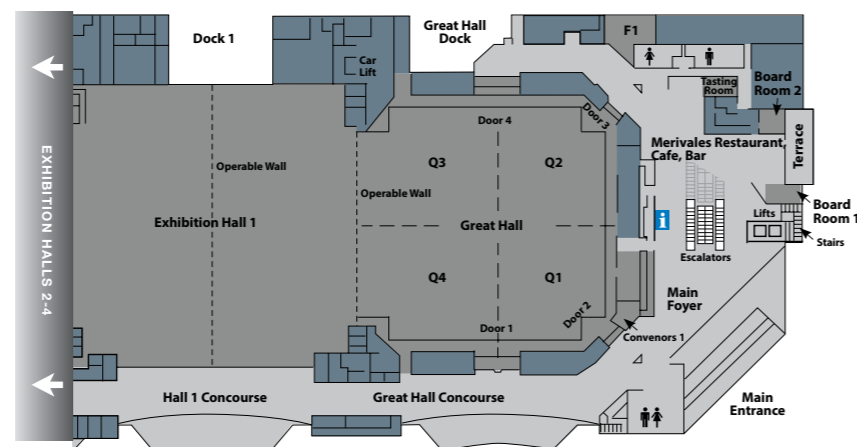 Dock 1
Great Hall
Dock
F1
Car
Lift
Tasting
Room
Board
Room 2
Door 4
Door 3
Merivales Restaurant,
Cafe, Bar
Terrace
EXHIBITION HALLS 2-4
Operable Wall
Operable Wall
Q3
Q2
Exhibition Hall 1
Great Hall
i
Lifts
Board
Room 1
Stairs
Escalators
Q4
Q1
Main
Foyer
Door 1
Door 2
Convenors 1
Hall 1 Concourse
Great Hall Concourse
Main
Entrance